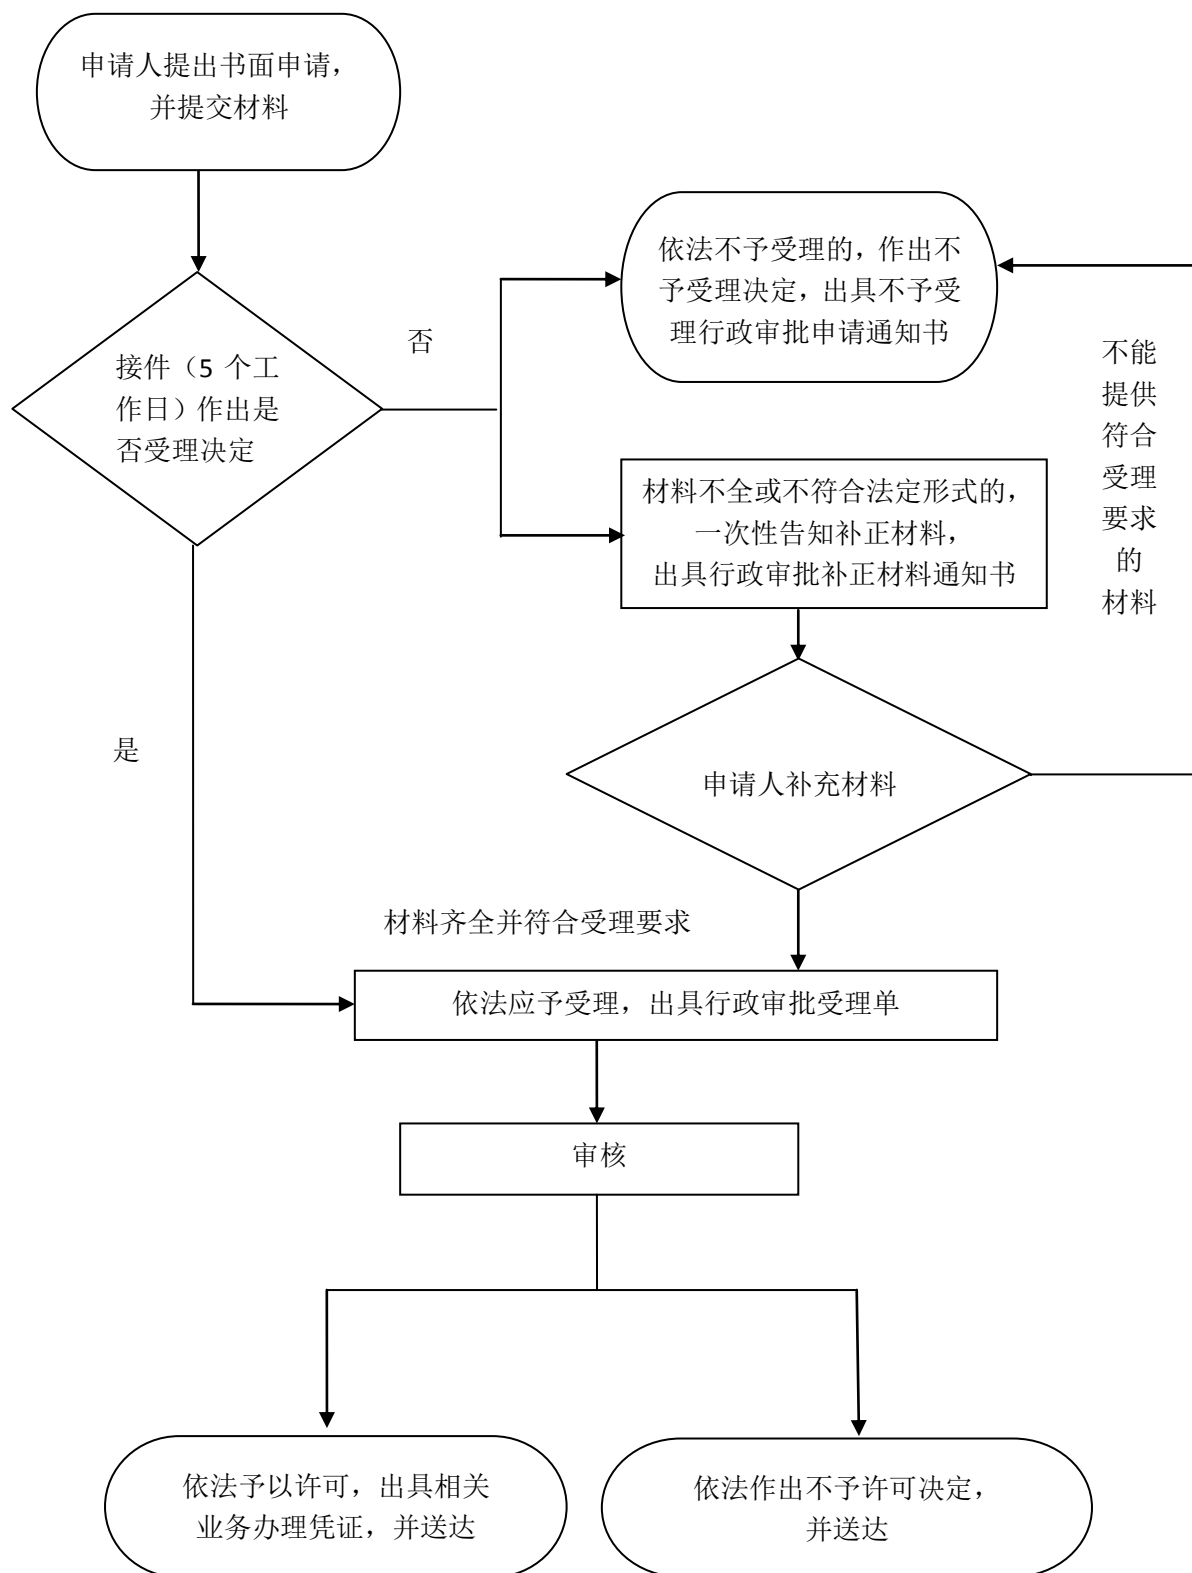 申请人提出书面申请，
并提交材料
依法不予受理的，作出不
予受理决定，出具不予受
理行政审批申请通知书
否
接件（5 个工
作日）作出是
否受理决定
不能
提供
符合
受理
要求
的
材料
材料不全或不符合法定形式的，
一次性告知补正材料，
出具行政审批补正材料通知书
是
申请人补充材料
材料齐全并符合受理要求
依法应予受理，出具行政审批受理单
审核
依法予以许可，出具相关
业务办理凭证，并送达
依法作出不予许可决定，
并送达